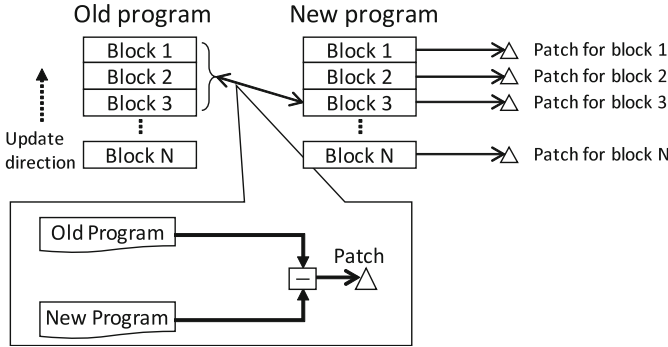 Old program
New program
Block 1
Block 2
Block 3
Block N
Update
direction
Block 1
Block 2
Block 3
Block N
Patch for block 1
Patch for block 2
Patch for block 3
Patch for block N
Old Program
New Program
−
Patch